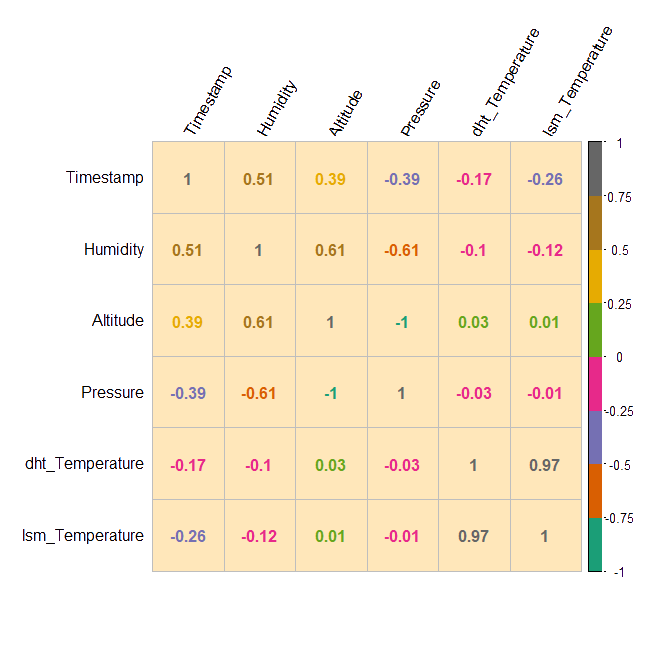 Timestamp Humidity Altitude Pressure dht_Temperature lsm_Temperature
Timestamp 1 0.51 0.39 -0.39 -0.17 -0.26
Humidity 0.51 1 0.61 -0.61 -0.1 -0.12
Altitude 0.39 0.61 1 -1 0.03 0.01
Pressure -0.39 -0.61 -1 1 -0.03 -0.01
dht_Temperature -0.17 -0.1 0.03 -0.03 1 0.97
lsm_Temperature -0.26 -0.12 0.01 -0.01 0.97 1
1
0.75
0.5
0.25
0
-0.25
-0.5
-0.75
-1